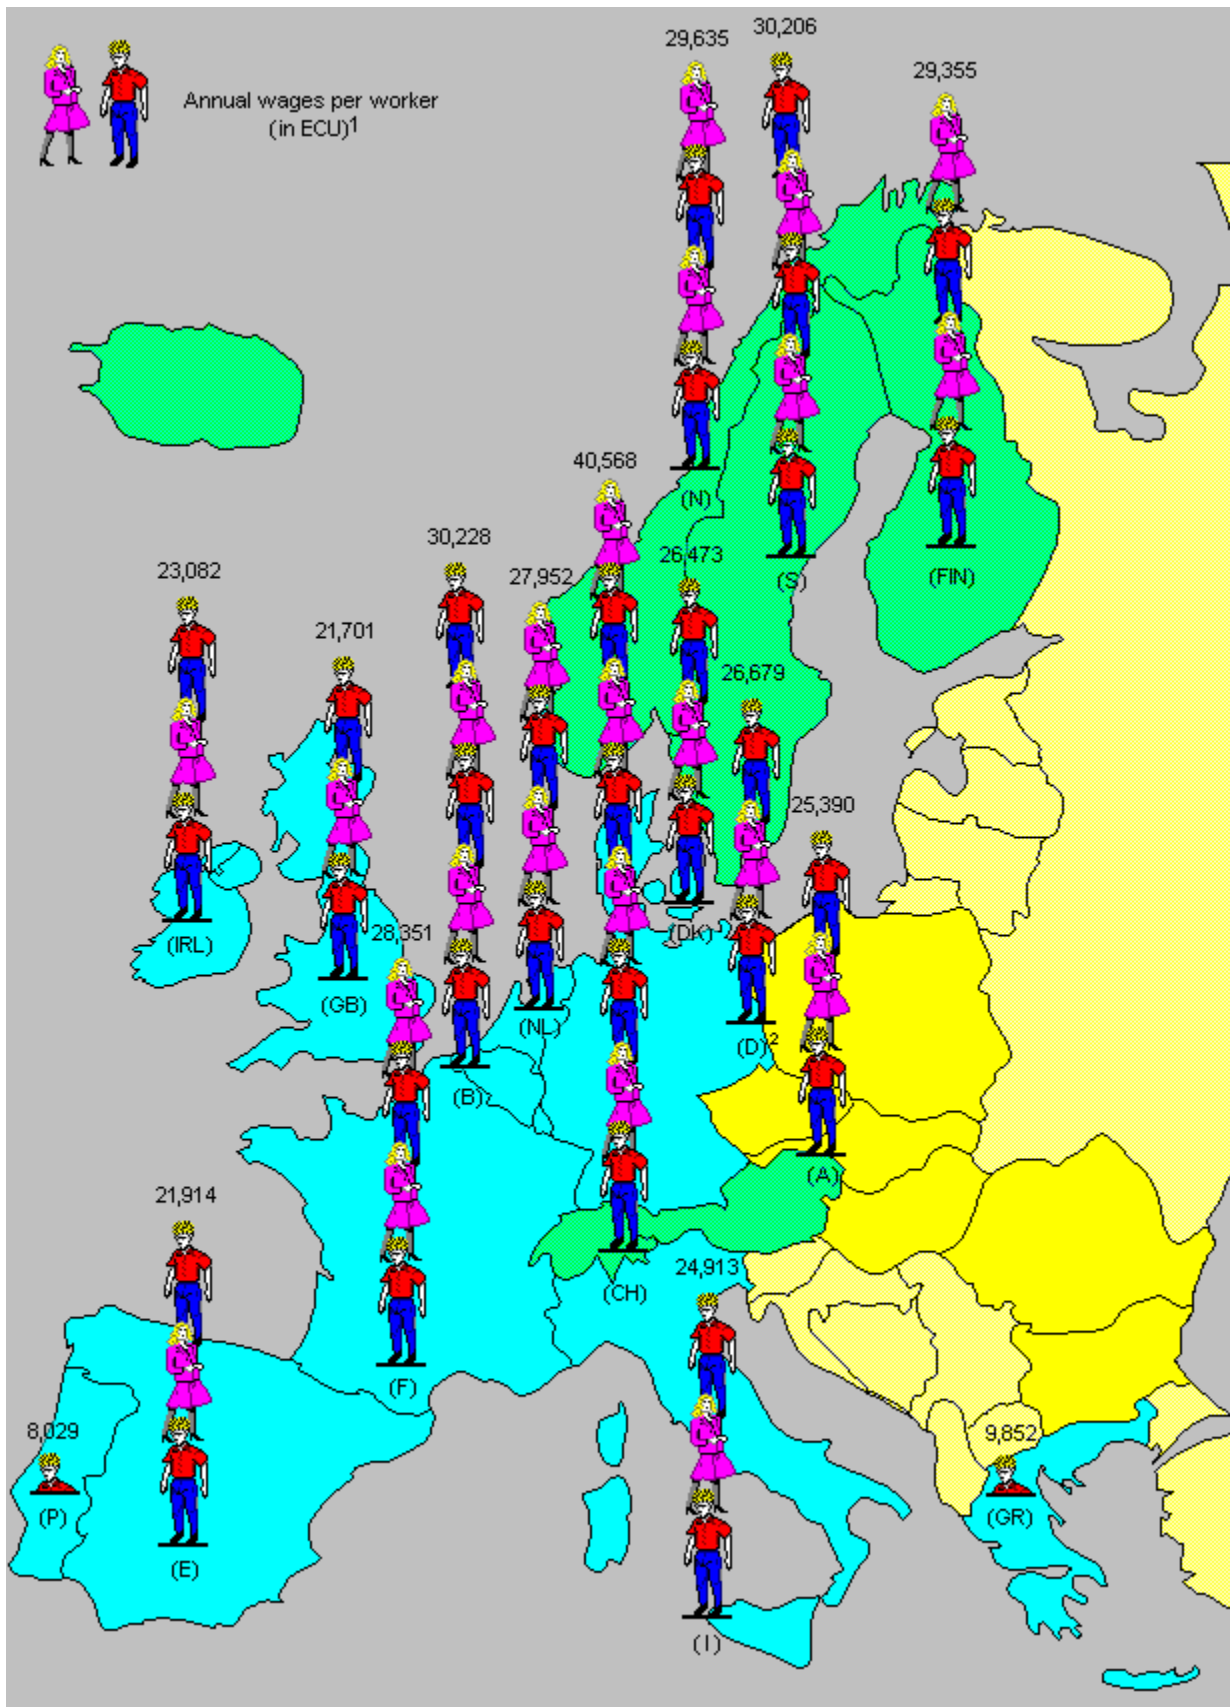 Annual wages per worker
(in ECU)1
29,635
30,206
29,355
(N)
(S)
(FIN)
40,568
30,228
26,473
23,082
27,952
21,701
26,679
25,390
(IRL)
(DK)
28,351
(GB)
(NL)
(D)2
(B)
(A)
21,914
24,913
(CH)
(F)
8,029
9,852
(P)
(GR)
(E)
(I)